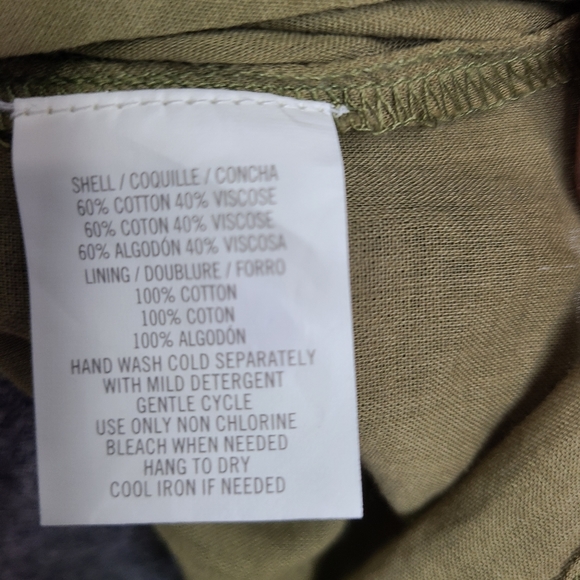 SHELL / COQUILLE / CONCHA
60% COTTON 40% VISCOSE
60% COTON 40% VISCOSE
60% ALGODÓN 40% VISCOSA
LINING / DOUBLURE / FORRO
100% COTTON
100% COTON
100% ALGODÓN
HAND WASH COLD SEPARATELY
WITH MILD DETERGENT
GENTLE CYCLE
USE ONLY NON CHLORINE
BLEACH WHEN NEEDED
HANG TO DRY
COOL IRON IF NEEDED